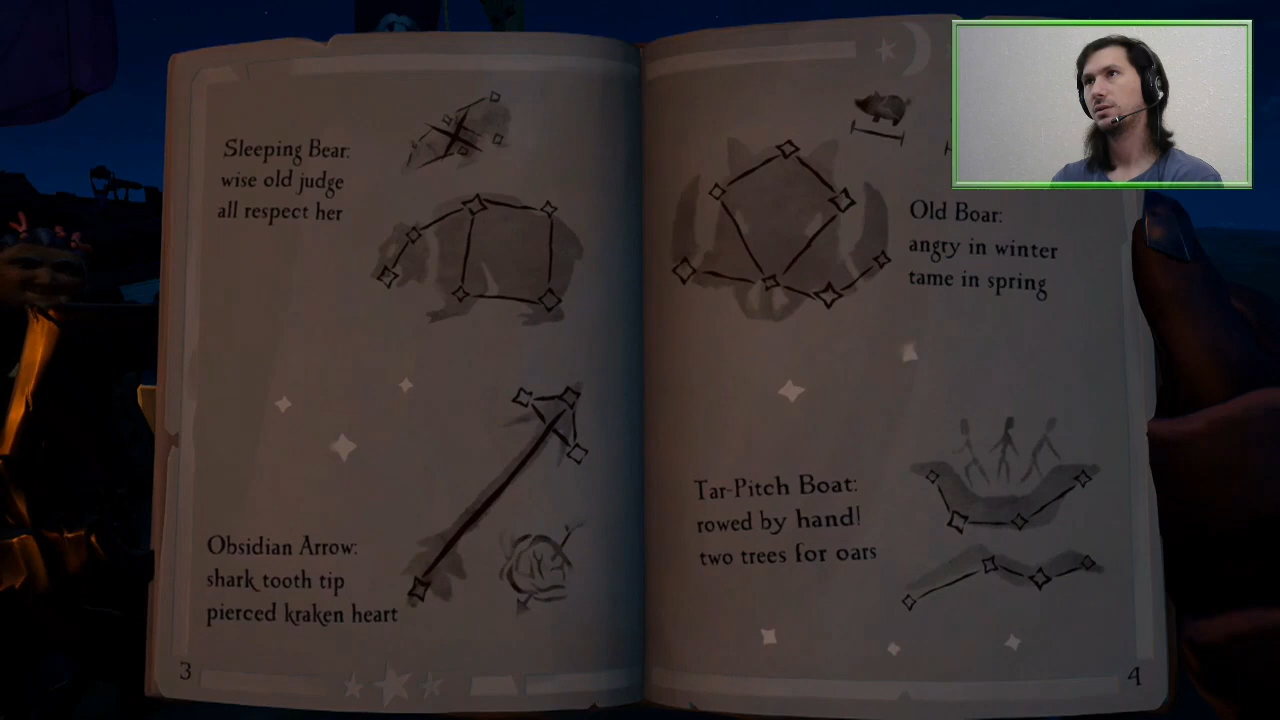 Sleeping Bear:
wise old judge
all respect her
Obsidian Arrow:
shark tooth tip
pierced kraken heart
3
Old Boar:
angry in winter
tame in spring
Tar-Pitch Boat:
rowed by hand!
two trees for oars
4